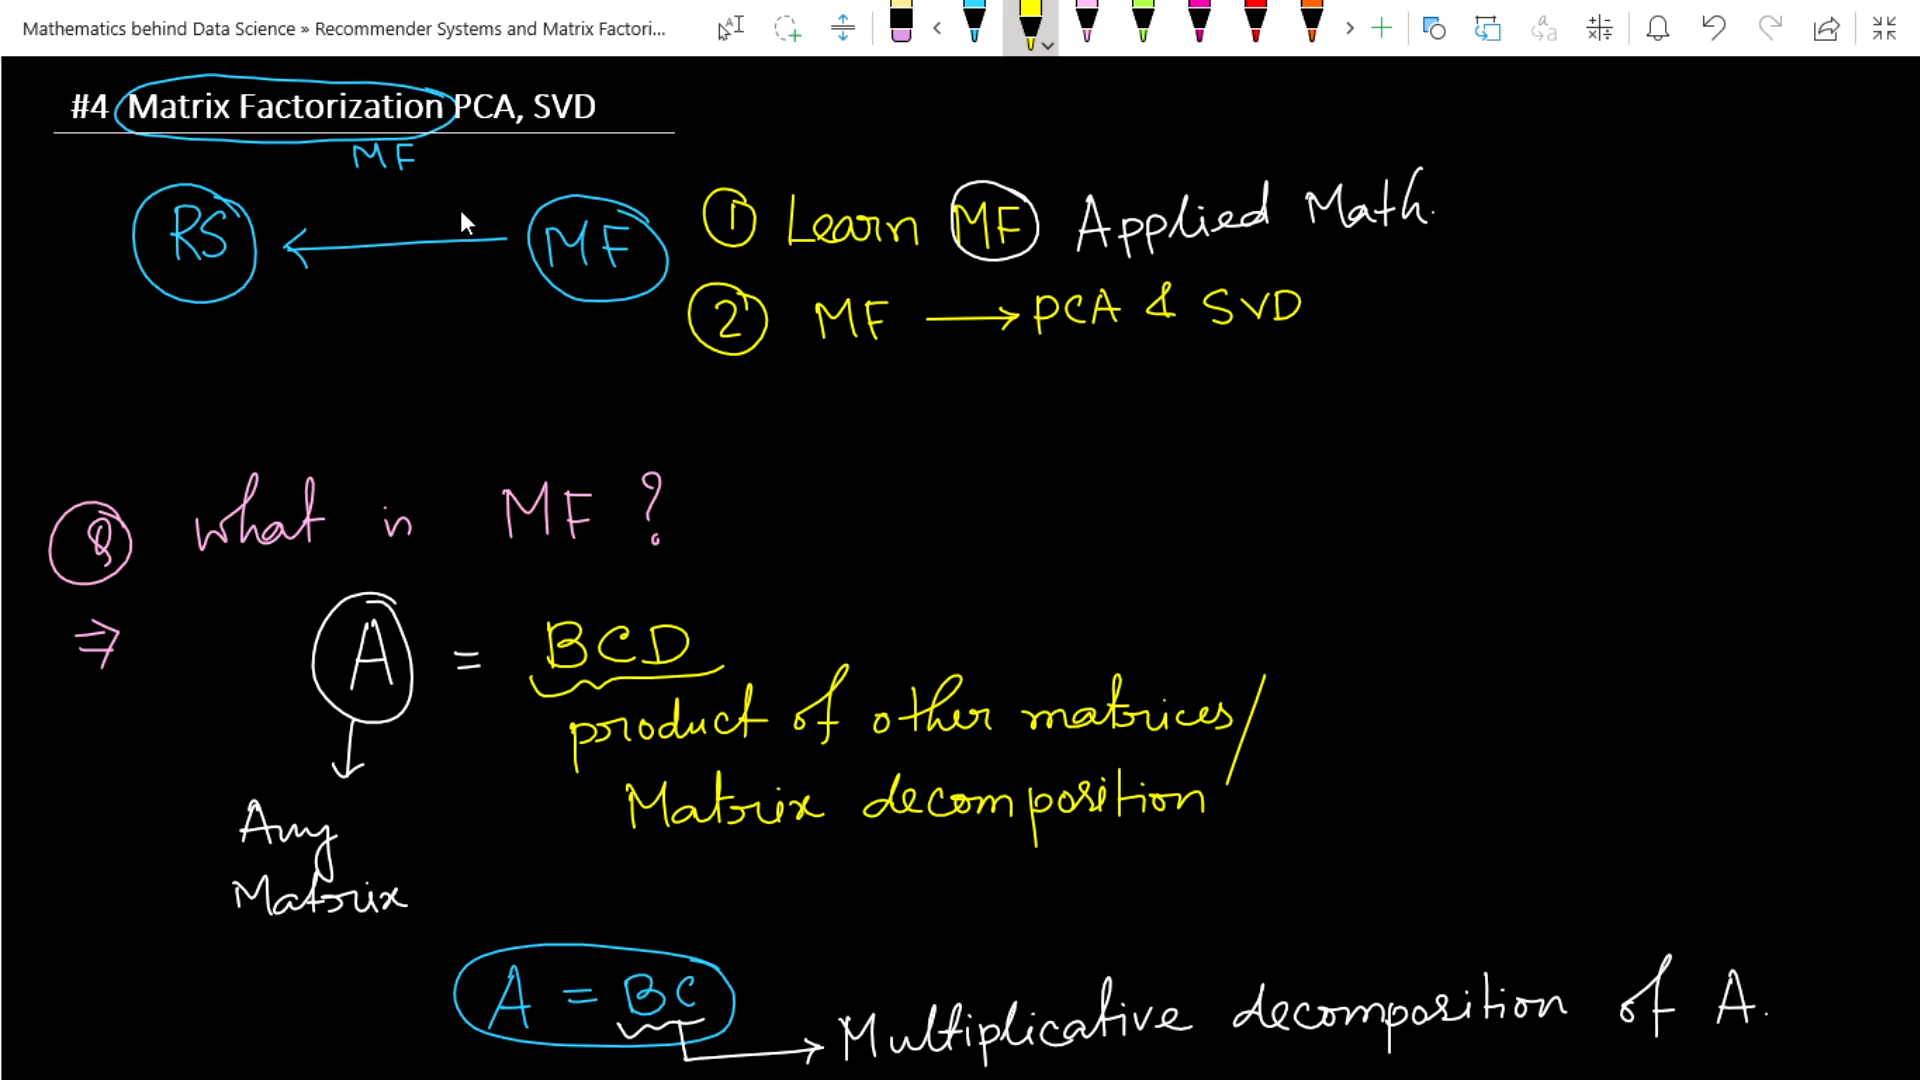 Mathematics behind Data Science » Recommender Systems and Matrix Factori...
#4 Matrix Factorization PCA, SVD
MF
RS ← MF
① Learn MF Applied Math.
② MF → PCA & SVD
Q what is MF ?
⇒ A = BCD
product of other matrices/
Matrix decomposition
Any
Matrix
A = BC → Multiplicative decomposition of A.